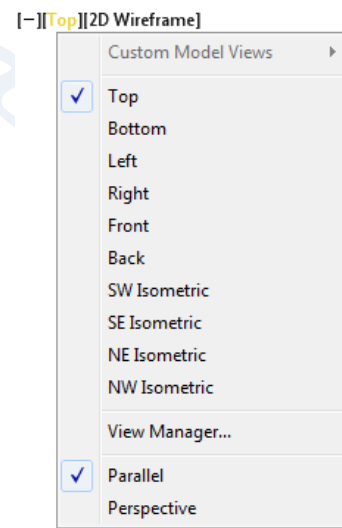 [−][Top][2D Wireframe]
Custom Model Views
Top
Bottom
Left
Right
Front
Back
SW Isometric
SE Isometric
NE Isometric
NW Isometric
View Manager...
Parallel
Perspective